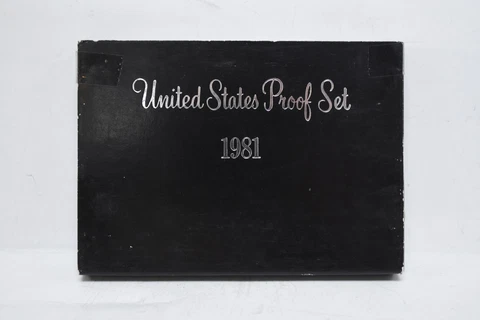 United States Proof Set
1981